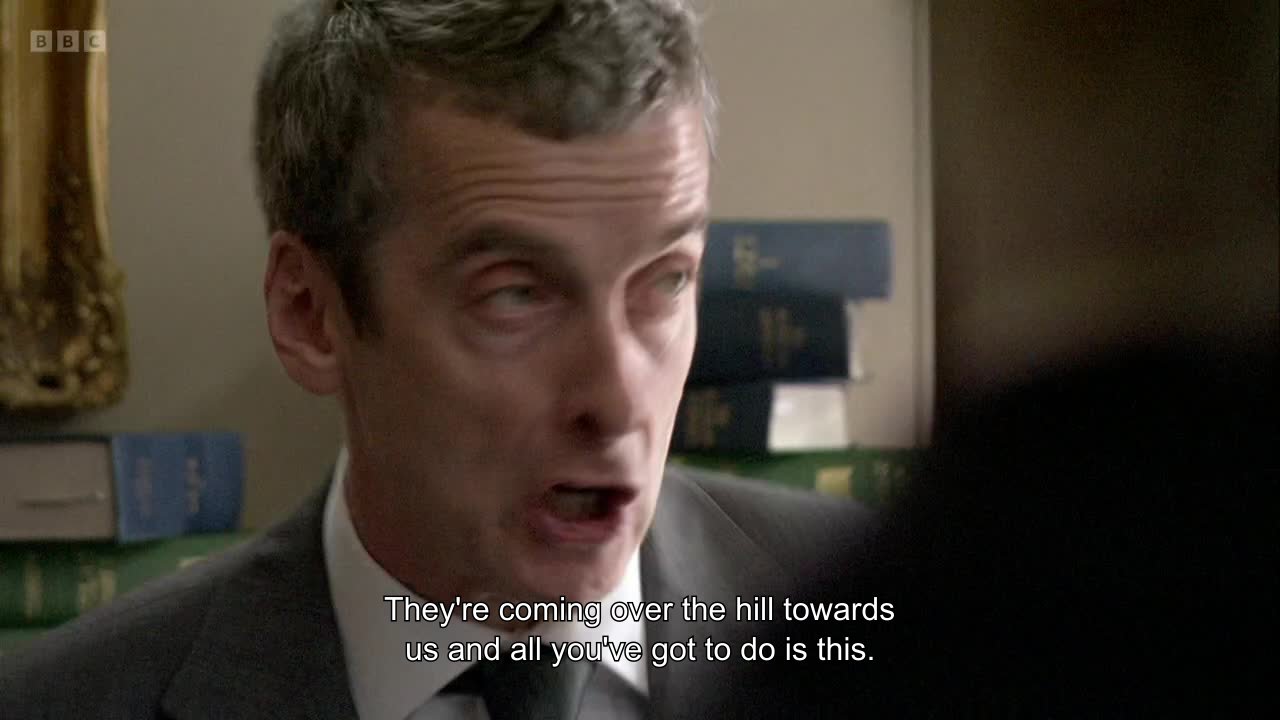 BBC
They're coming over the hill towards
us and all you've got to do is this.